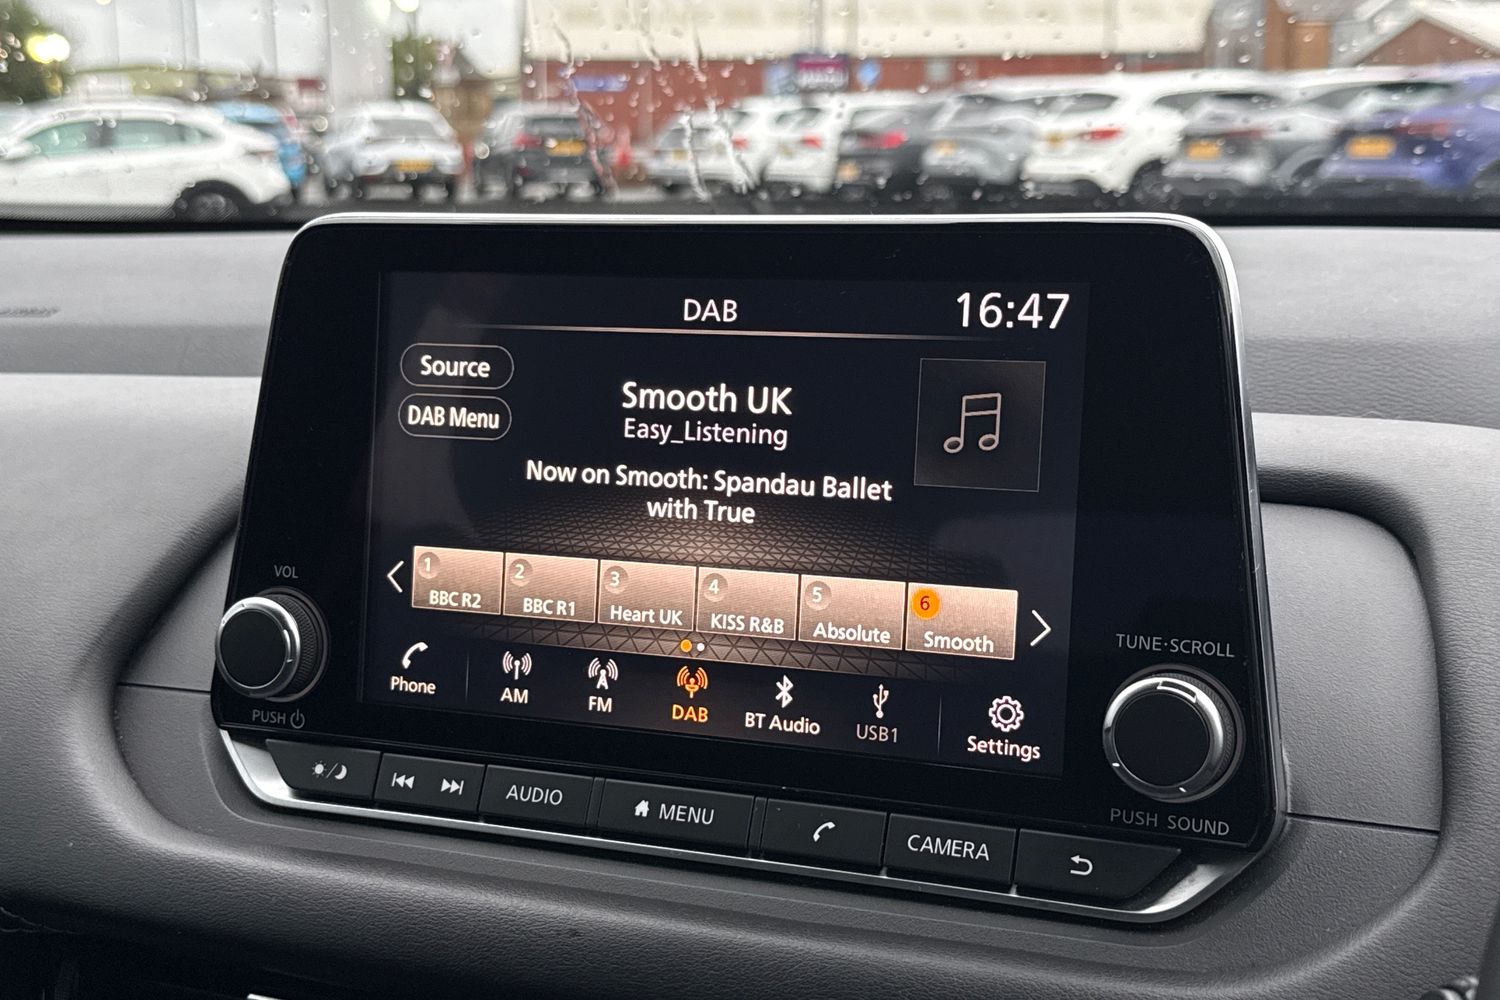 DAB
16:47
Source
DAB Menu
Smooth UK
Easy_Listening
Now on Smooth: Spandau Ballet
with True
1
BBC R2
2
BBC R1
3
Heart UK
4
KISS R&B
5
Absolute
6
Smooth
Phone
AM
FM
DAB
BT Audio
USB1
Settings
VOL
PUSH
TUNE·SCROLL
PUSH SOUND
AUDIO
MENU
CAMERA